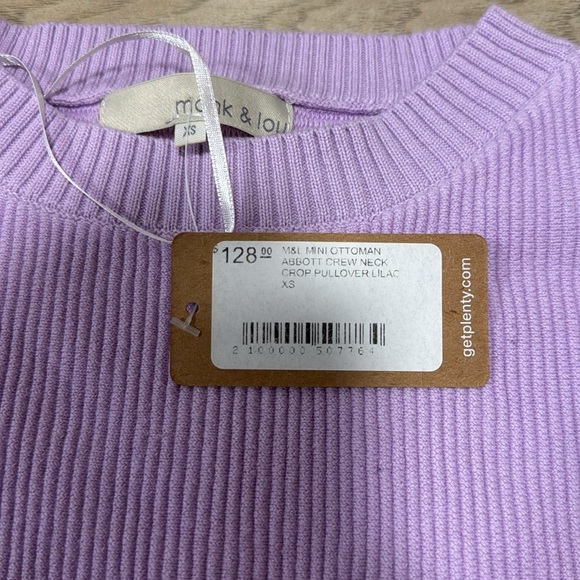 monk & lou
XS
$128.00 M&L MINI OTTOMAN
ABBOTT CREW NECK
CROP PULLOVER LILAC
XS
2 100000 507764
getplenty.com